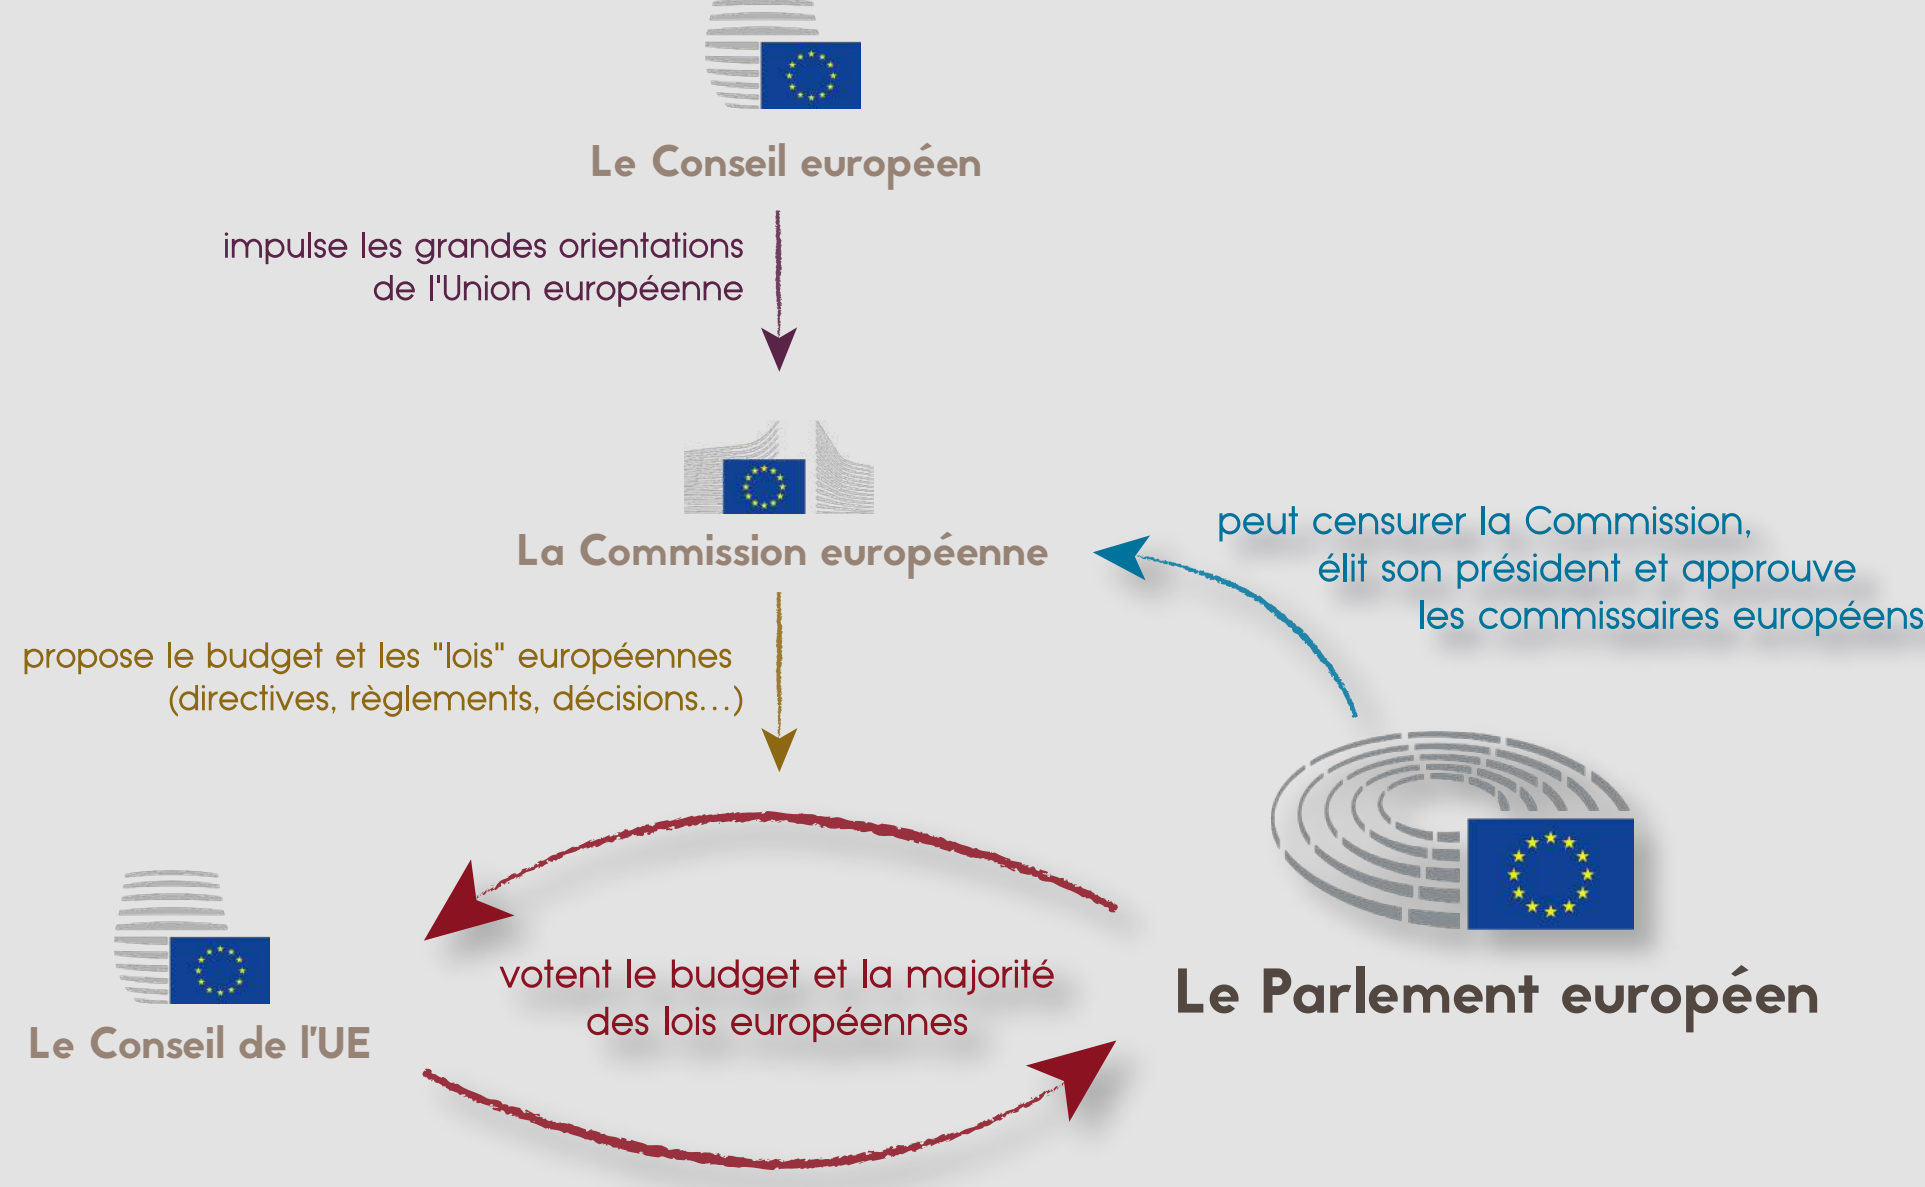 Le Conseil européen
impulse les grandes orientations
de l'Union européenne
La Commission européenne
peut censurer la Commission,
élit son président et approuve
les commissaires européens
propose le budget et les "lois" européennes
(directives, règlements, décisions...)
votent le budget et la majorité
des lois européennes
Le Parlement européen
Le Conseil de l'UE